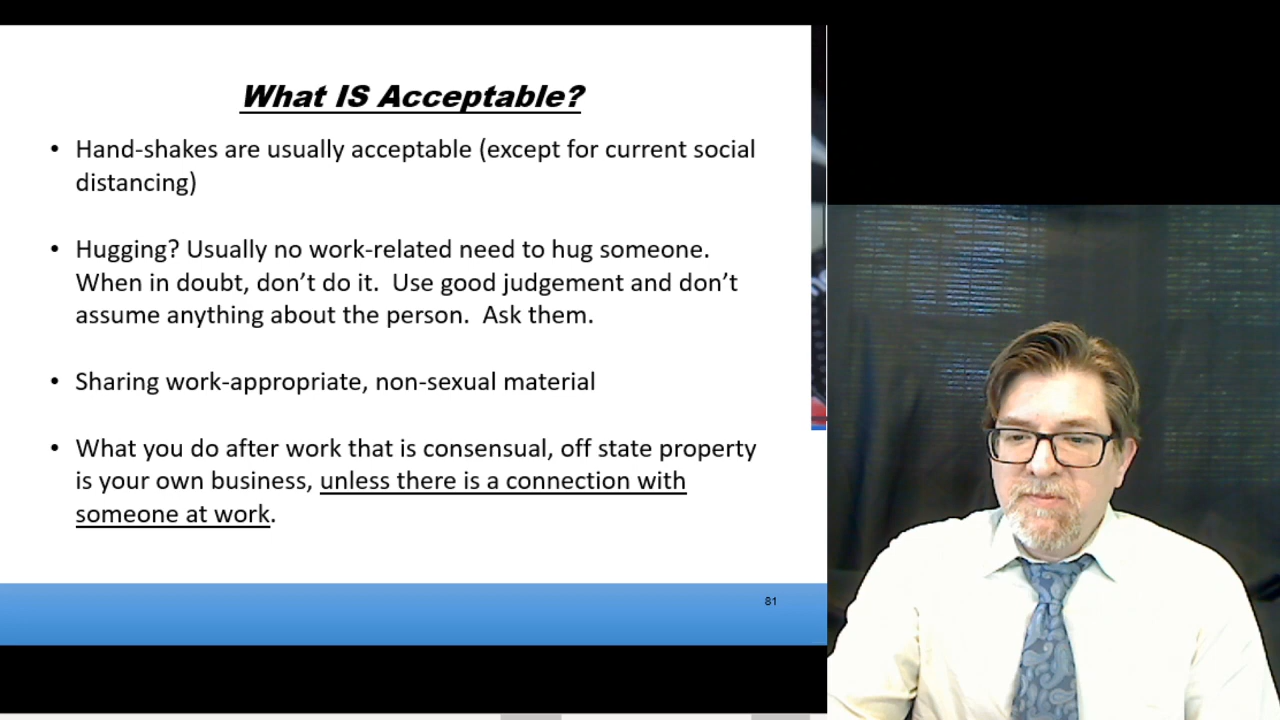 What IS Acceptable?
• Hand-shakes are usually acceptable (except for current social
distancing)
• Hugging? Usually no work-related need to hug someone.
When in doubt, don’t do it.  Use good judgement and don’t
assume anything about the person.  Ask them.
• Sharing work-appropriate, non-sexual material
• What you do after work that is consensual, off state property
is your own business, unless there is a connection with
someone at work.
81